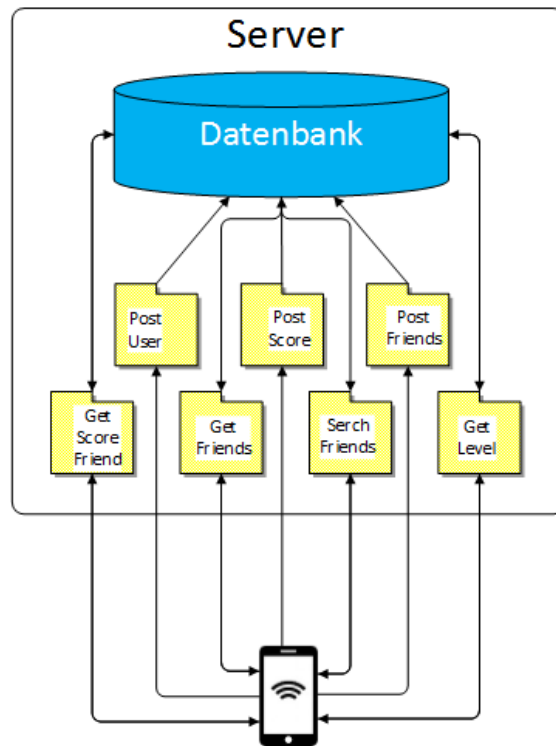 Server
Datenbank
Post
User
Post
Score
Post
Friends
Get
Score
Friend
Get
Friends
Serch
Friends
Get
Level